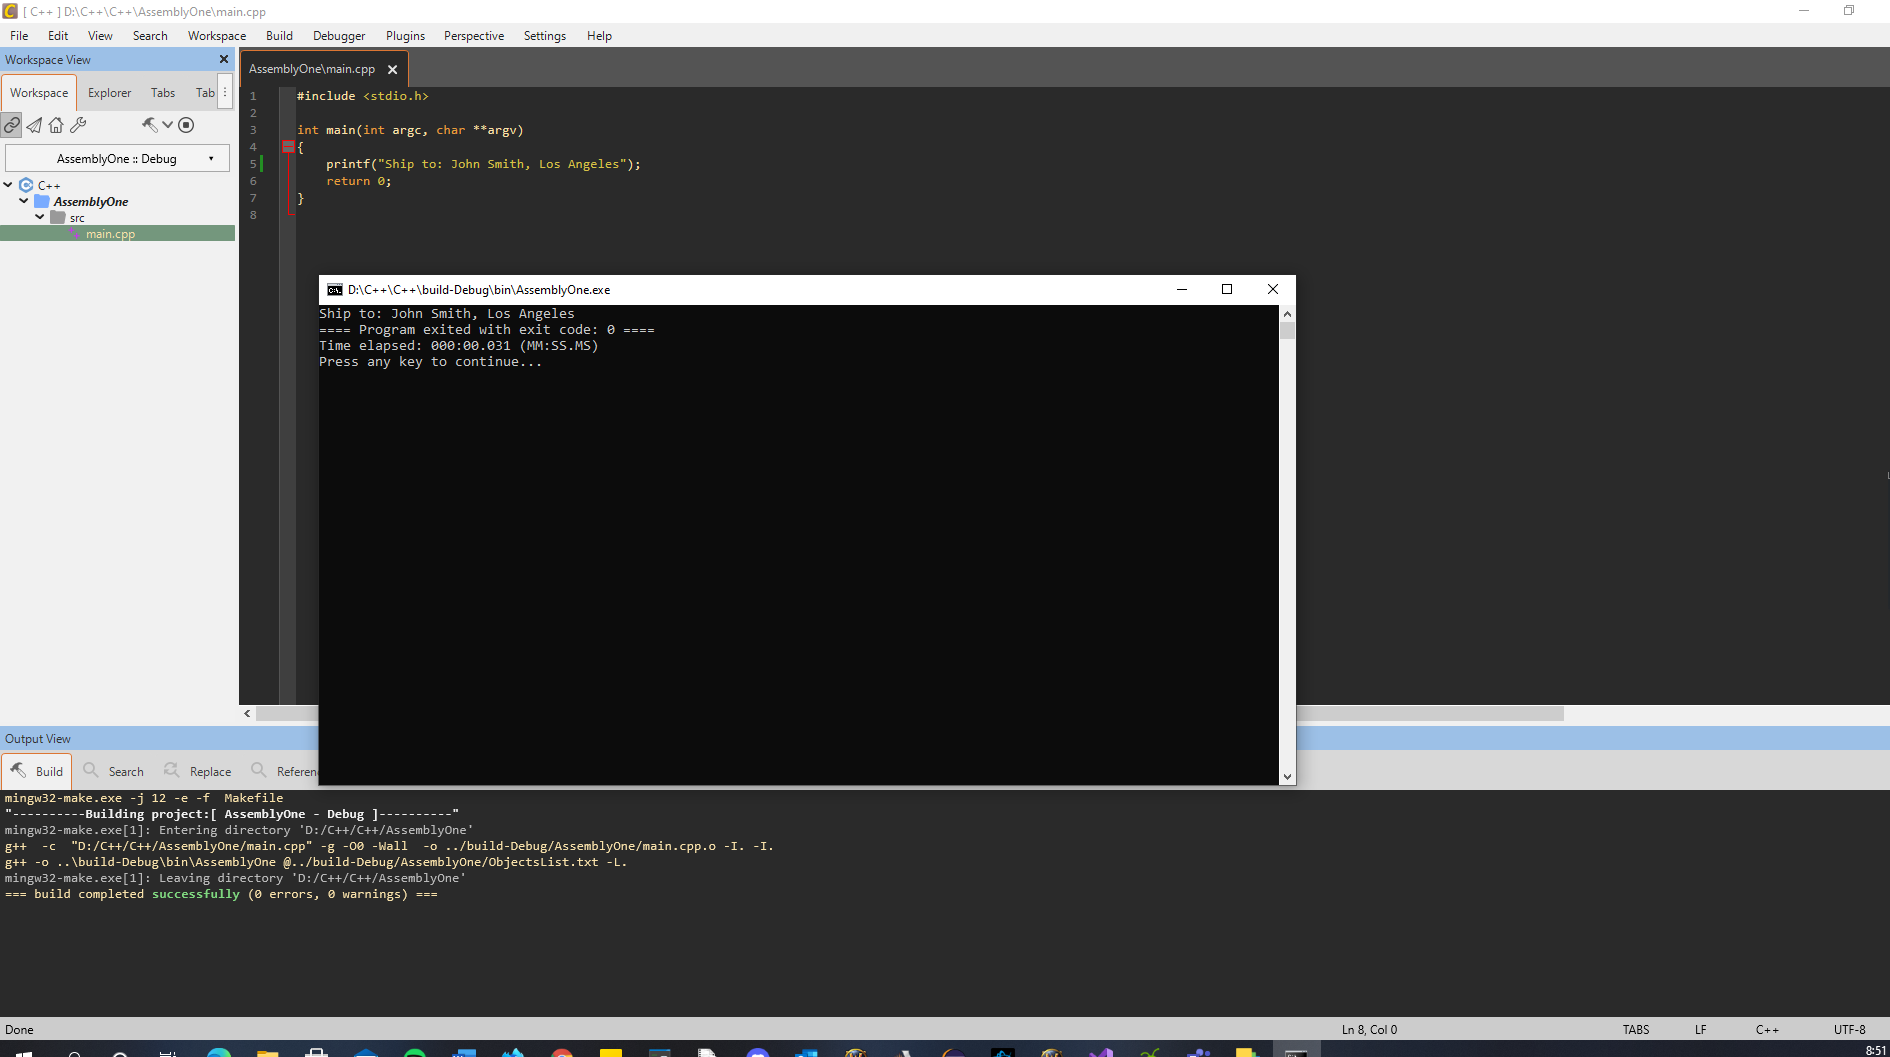 [ C++ ] D:\C++\C++\AssemblyOne\main.cpp
File Edit View Search Workspace Build Debugger Plugins Perspective Settings Help
Workspace View
Workspace Explorer Tabs Tab
AssemblyOne :: Debug
C++
AssemblyOne
src
main.cpp
AssemblyOne\main.cpp
1 #include <stdio.h>
2
3 int main(int argc, char **argv)
4 {
5 printf("Ship to: John Smith, Los Angeles");
6 return 0;
7 }
8
D:\C++\C++\build-Debug\bin\AssemblyOne.exe
Ship to: John Smith, Los Angeles
==== Program exited with exit code: 0 ====
Time elapsed: 000:00.031 (MM:SS.MS)
Press any key to continue...
Output View
Build Search Replace Referen
mingw32-make.exe -j 12 -e -f Makefile
"----------Building project:[ AssemblyOne - Debug ]----------"
mingw32-make.exe[1]: Entering directory 'D:/C++/C++/AssemblyOne'
g++ -c "D:/C++/C++/AssemblyOne/main.cpp" -g -O0 -Wall -o ../build-Debug/AssemblyOne/main.cpp.o -I. -I.
g++ -o ..\build-Debug\bin\AssemblyOne @../build-Debug/AssemblyOne/ObjectsList.txt -L.
mingw32-make.exe[1]: Leaving directory 'D:/C++/C++/AssemblyOne'
=== build completed successfully (0 errors, 0 warnings) ===
Done Ln 8, Col 0 TABS LF C++ UTF-8
8:51